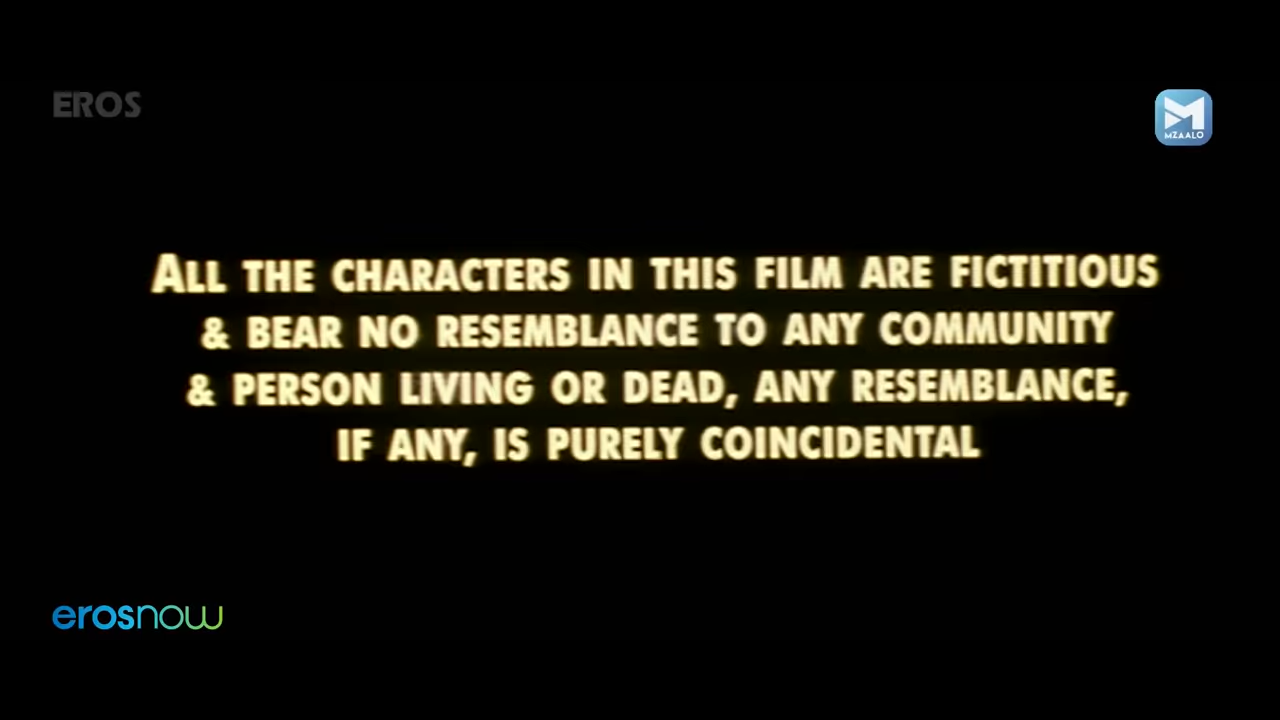 EROS
MZAALO
ALL THE CHARACTERS IN THIS FILM ARE FICTITIOUS
& BEAR NO RESEMBLANCE TO ANY COMMUNITY
& PERSON LIVING OR DEAD, ANY RESEMBLANCE,
IF ANY, IS PURELY COINCIDENTAL
erosnow